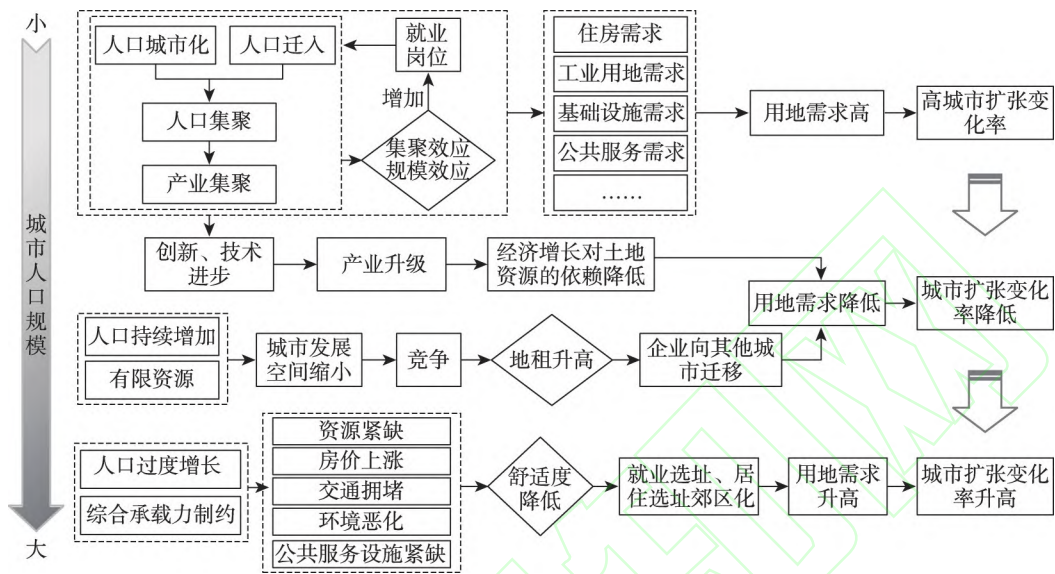 小
城市人口规模
大
人口城市化
人口迁入
就业
岗位
增加
人口集聚
产业集聚
集聚效应
规模效应
住房需求
工业用地需求
基础设施需求
公共服务需求
……
用地需求高
高城市扩张变
化率
创新、技术
进步
产业升级
经济增长对土地
资源的依赖降低
用地需求降低
城市扩张变化
率降低
人口持续增加
有限资源
城市发展
空间缩小
竞争
地租升高
企业向其他城
市迁移
人口过度增长
综合承载力制约
资源紧缺
房价上涨
交通拥堵
环境恶化
公共服务设施紧缺
舒适度
降低
就业选址、居
住选址郊区化
用地需求
升高
城市扩张变化
率升高